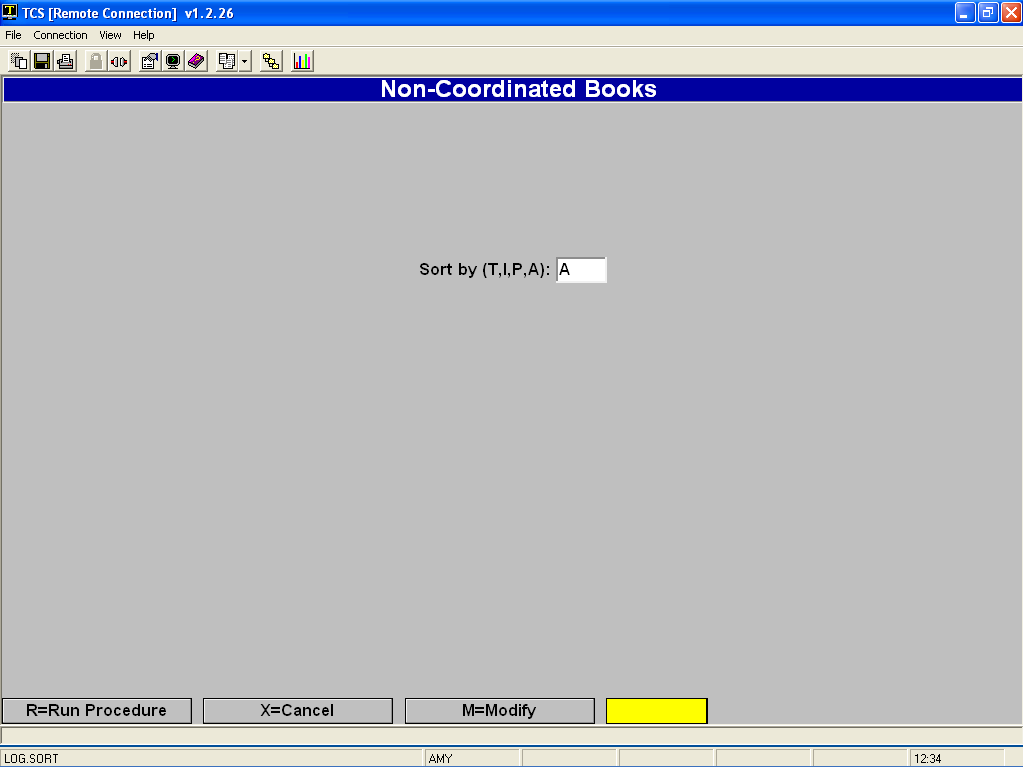 TCS [Remote Connection] v1.2.26
File Connection View Help
Non-Coordinated Books
Sort by (T,I,P,A): A
R=Run Procedure X=Cancel M=Modify
LOG.SORT AMY 12:34